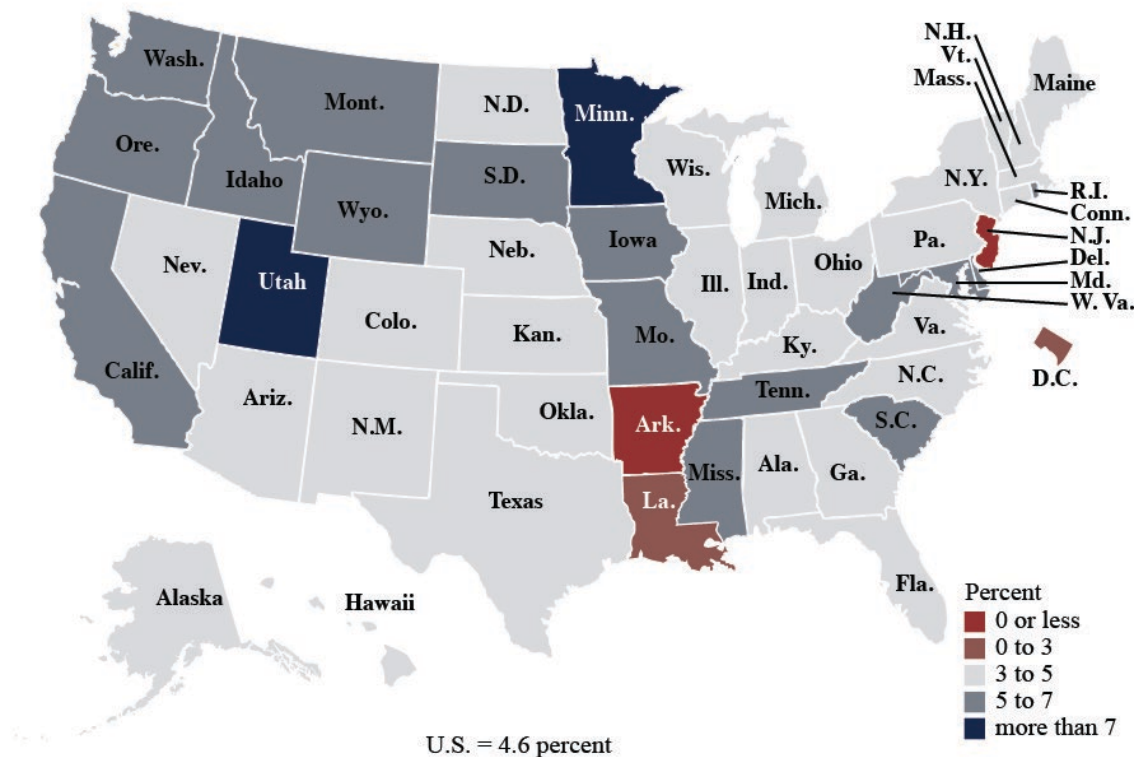 N.H.
Vt.
Mass.
Maine
Wash.
Mont.
N.D.
Minn.
Ore.
Idaho
S.D.
Wis.
Mich.
N.Y.
R.I.
Conn.
N.J.
Del.
Md.
W. Va.
Wyo.
Iowa
Neb.
Pa.
Nev.
Utah
Colo.
Ill.
Ind.
Ohio
Kan.
Mo.
Ky.
Va.
D.C.
Calif.
Ariz.
N.M.
Okla.
Ark.
Tenn.
N.C.
S.C.
Texas
La.
Miss.
Ala.
Ga.
Fla.
Alaska
Hawaii
Percent
0 or less
0 to 3
3 to 5
5 to 7
more than 7
U.S. = 4.6 percent